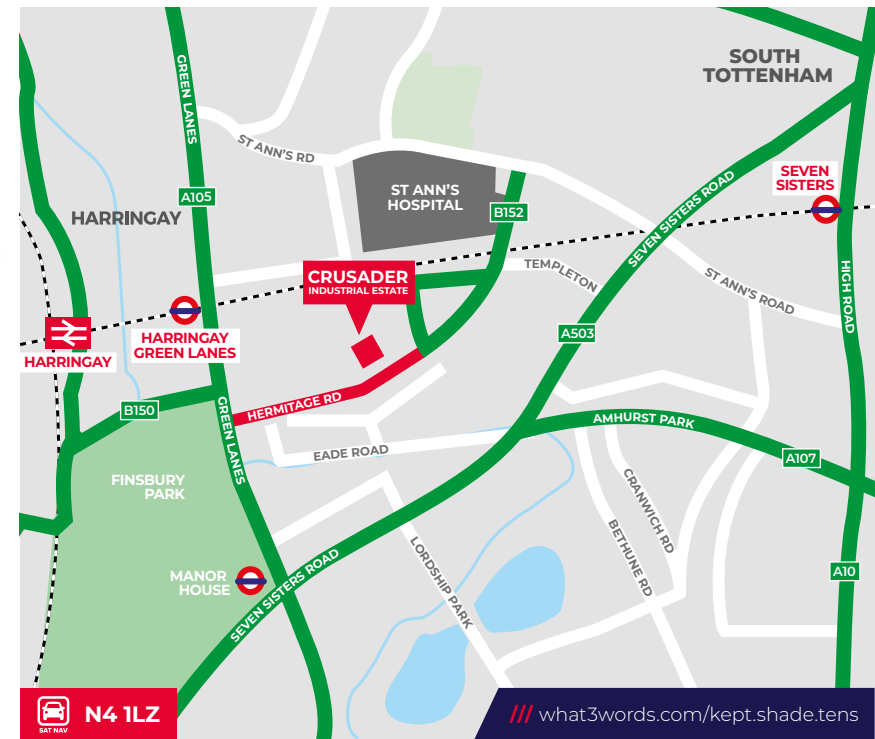 SOUTH
TOTTENHAM
GREEN LANES
ST ANN'S RD
SEVEN
SISTERS
ST ANN'S
HOSPITAL
A105
B152
HARRINGAY
SEVEN SISTERS ROAD
TEMPLETON
ST ANN'S ROAD
HIGH ROAD
CRUSADER
INDUSTRIAL ESTATE
HARRINGAY
HARRINGAY
GREEN LANES
A503
B150
HERMITAGE RD
GREEN LANES
AMHURST PARK
EADE ROAD
A107
FINSBURY
PARK
CRANWICH RD
BETHUNE RD
LORDSHIP PARK
MANOR
HOUSE
SEVEN SISTERS ROAD
A10
SAT NAV
N4 1LZ
/// what3words.com/kept.shade.tens